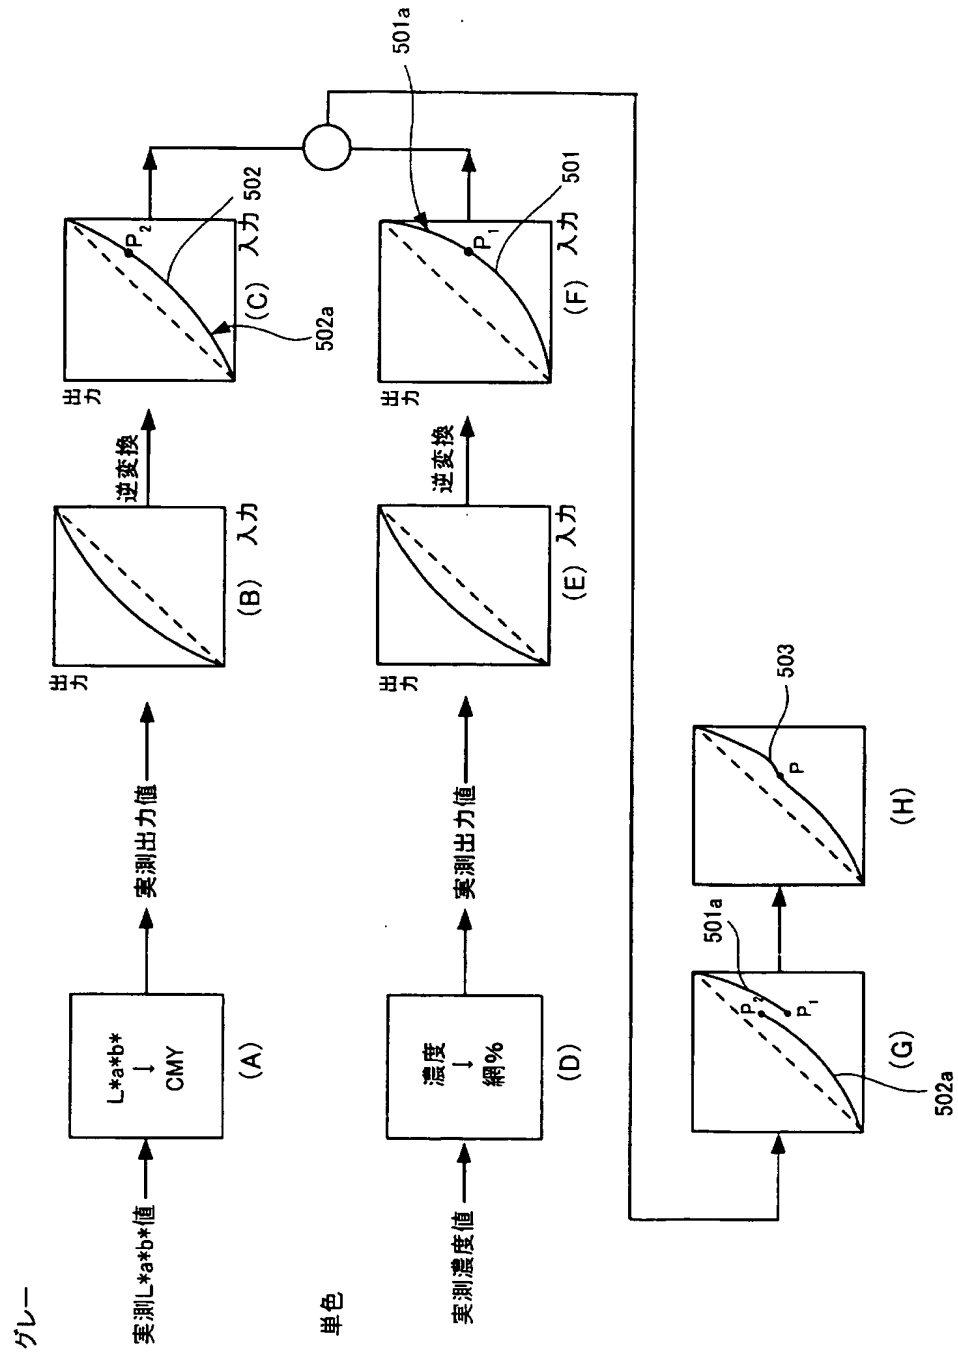 グレー
実測L*a*b*値
L*a*b*
↓
CMY
(A)
実測出力値
出力
入力
(B)
逆変換
出力
入力
(C)
P2
502
502a
単色
実測濃度値
濃度
↓
網%
(D)
実測出力値
出力
入力
(E)
逆変換
出力
入力
(F)
P1
501
501a
P2
P1
501a
502a
(G)
P
503
(H)